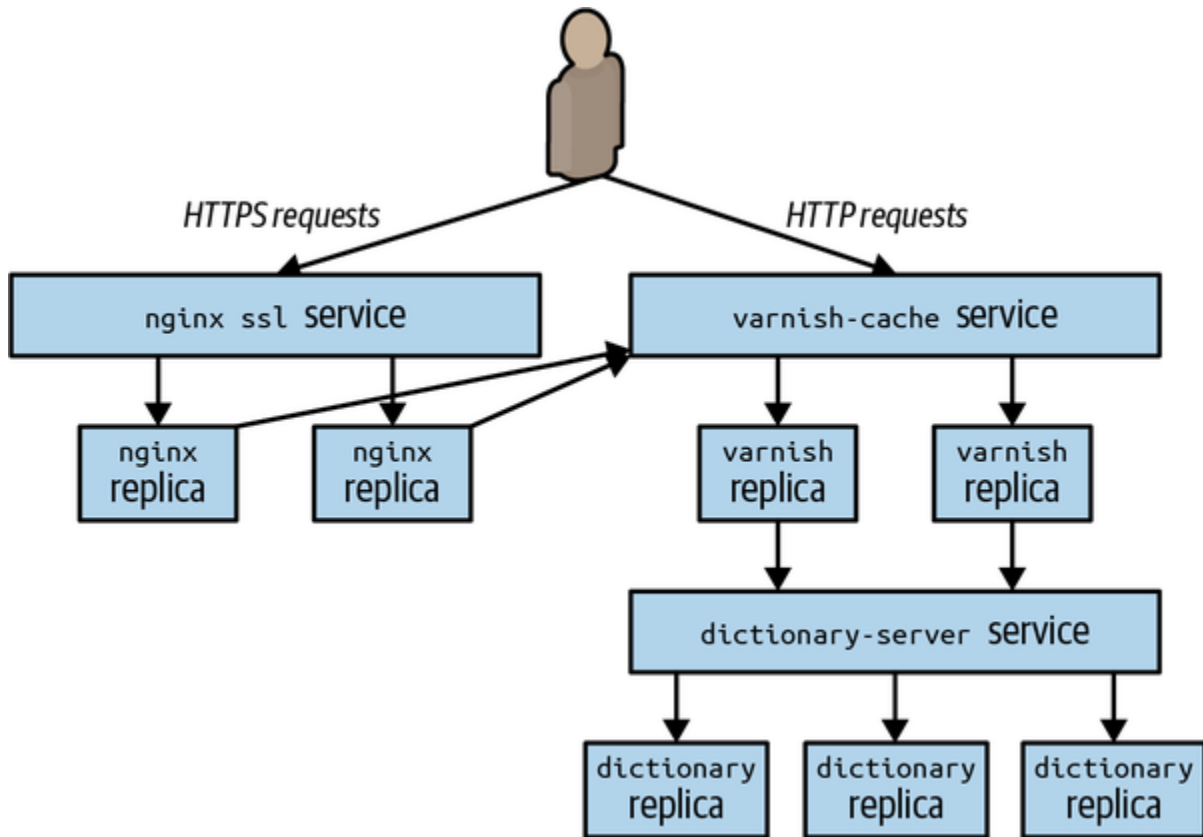 HTTPS requests
HTTP requests
nginx ssl service
varnish-cache service
nginx
replica
nginx
replica
varnish
replica
varnish
replica
dictionary-server service
dictionary
replica
dictionary
replica
dictionary
replica